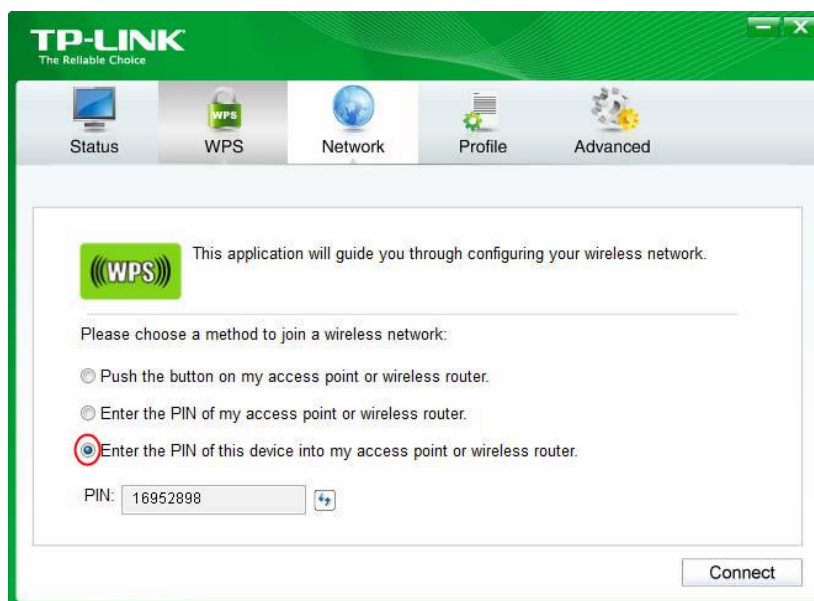 TP-LINK
The Reliable Choice
Status
WPS
WPS
Network
Profile
Advanced
(((WPS)))
This application will guide you through configuring your wireless network.
Please choose a method to join a wireless network:
Push the button on my access point or wireless router.
Enter the PIN of my access point or wireless router.
Enter the PIN of this device into my access point or wireless router.
PIN: 16952898
Connect